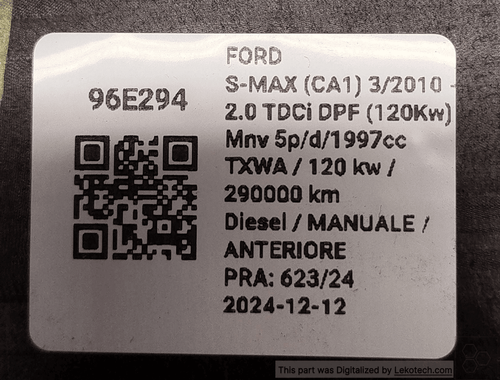 FORD
S-MAX (CA1) 3/2010 -
2.0 TDCi DPF (120Kw)
Mnv 5p/d/1997cc
TXWA / 120 kw /
290000 km
Diesel / MANUALE /
ANTERIORE
PRA: 623/24
2024-12-12
96E294
This part was Digitalized by Lekotech.com